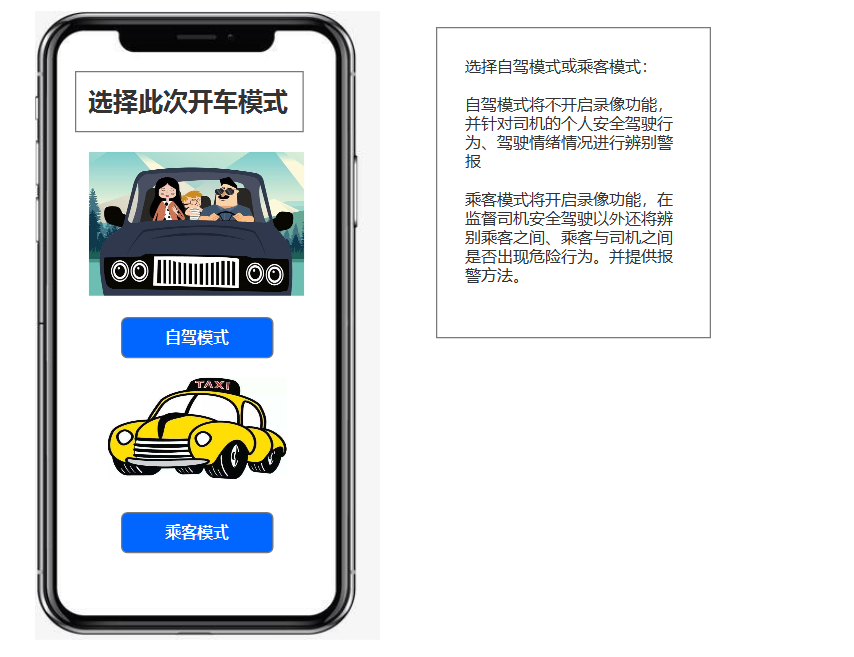 选择此次开车模式
自驾模式
TAXI
乘客模式
选择自驾模式或乘客模式：
自驾模式将不开启录像功能，
并针对司机的个人安全驾驶行
为、驾驶情绪情况进行辨别警
报
乘客模式将开启录像功能，在
监督司机安全驾驶以外还将辨
别乘客之间、乘客与司机之间
是否出现危险行为。并提供报
警方法。